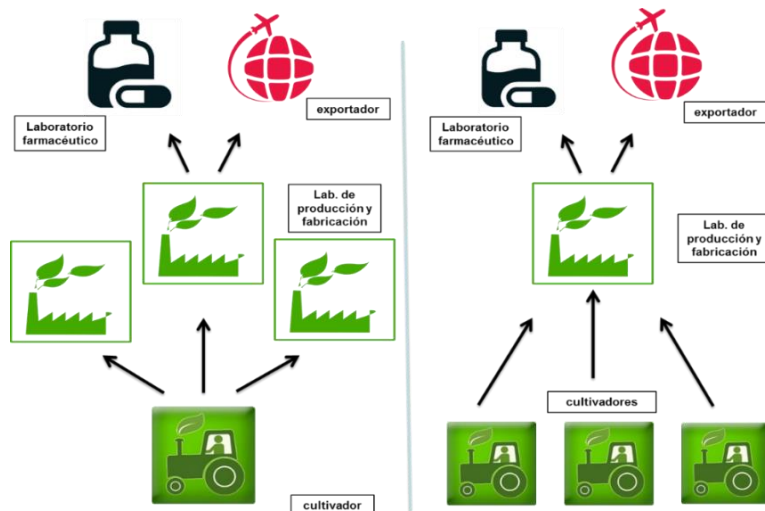 exportador
Laboratorio
farmacéutico
Lab. de
producción y
fabricación
cultivador
exportador
Laboratorio
farmacéutico
Lab. de
producción y
fabricación
cultivadores